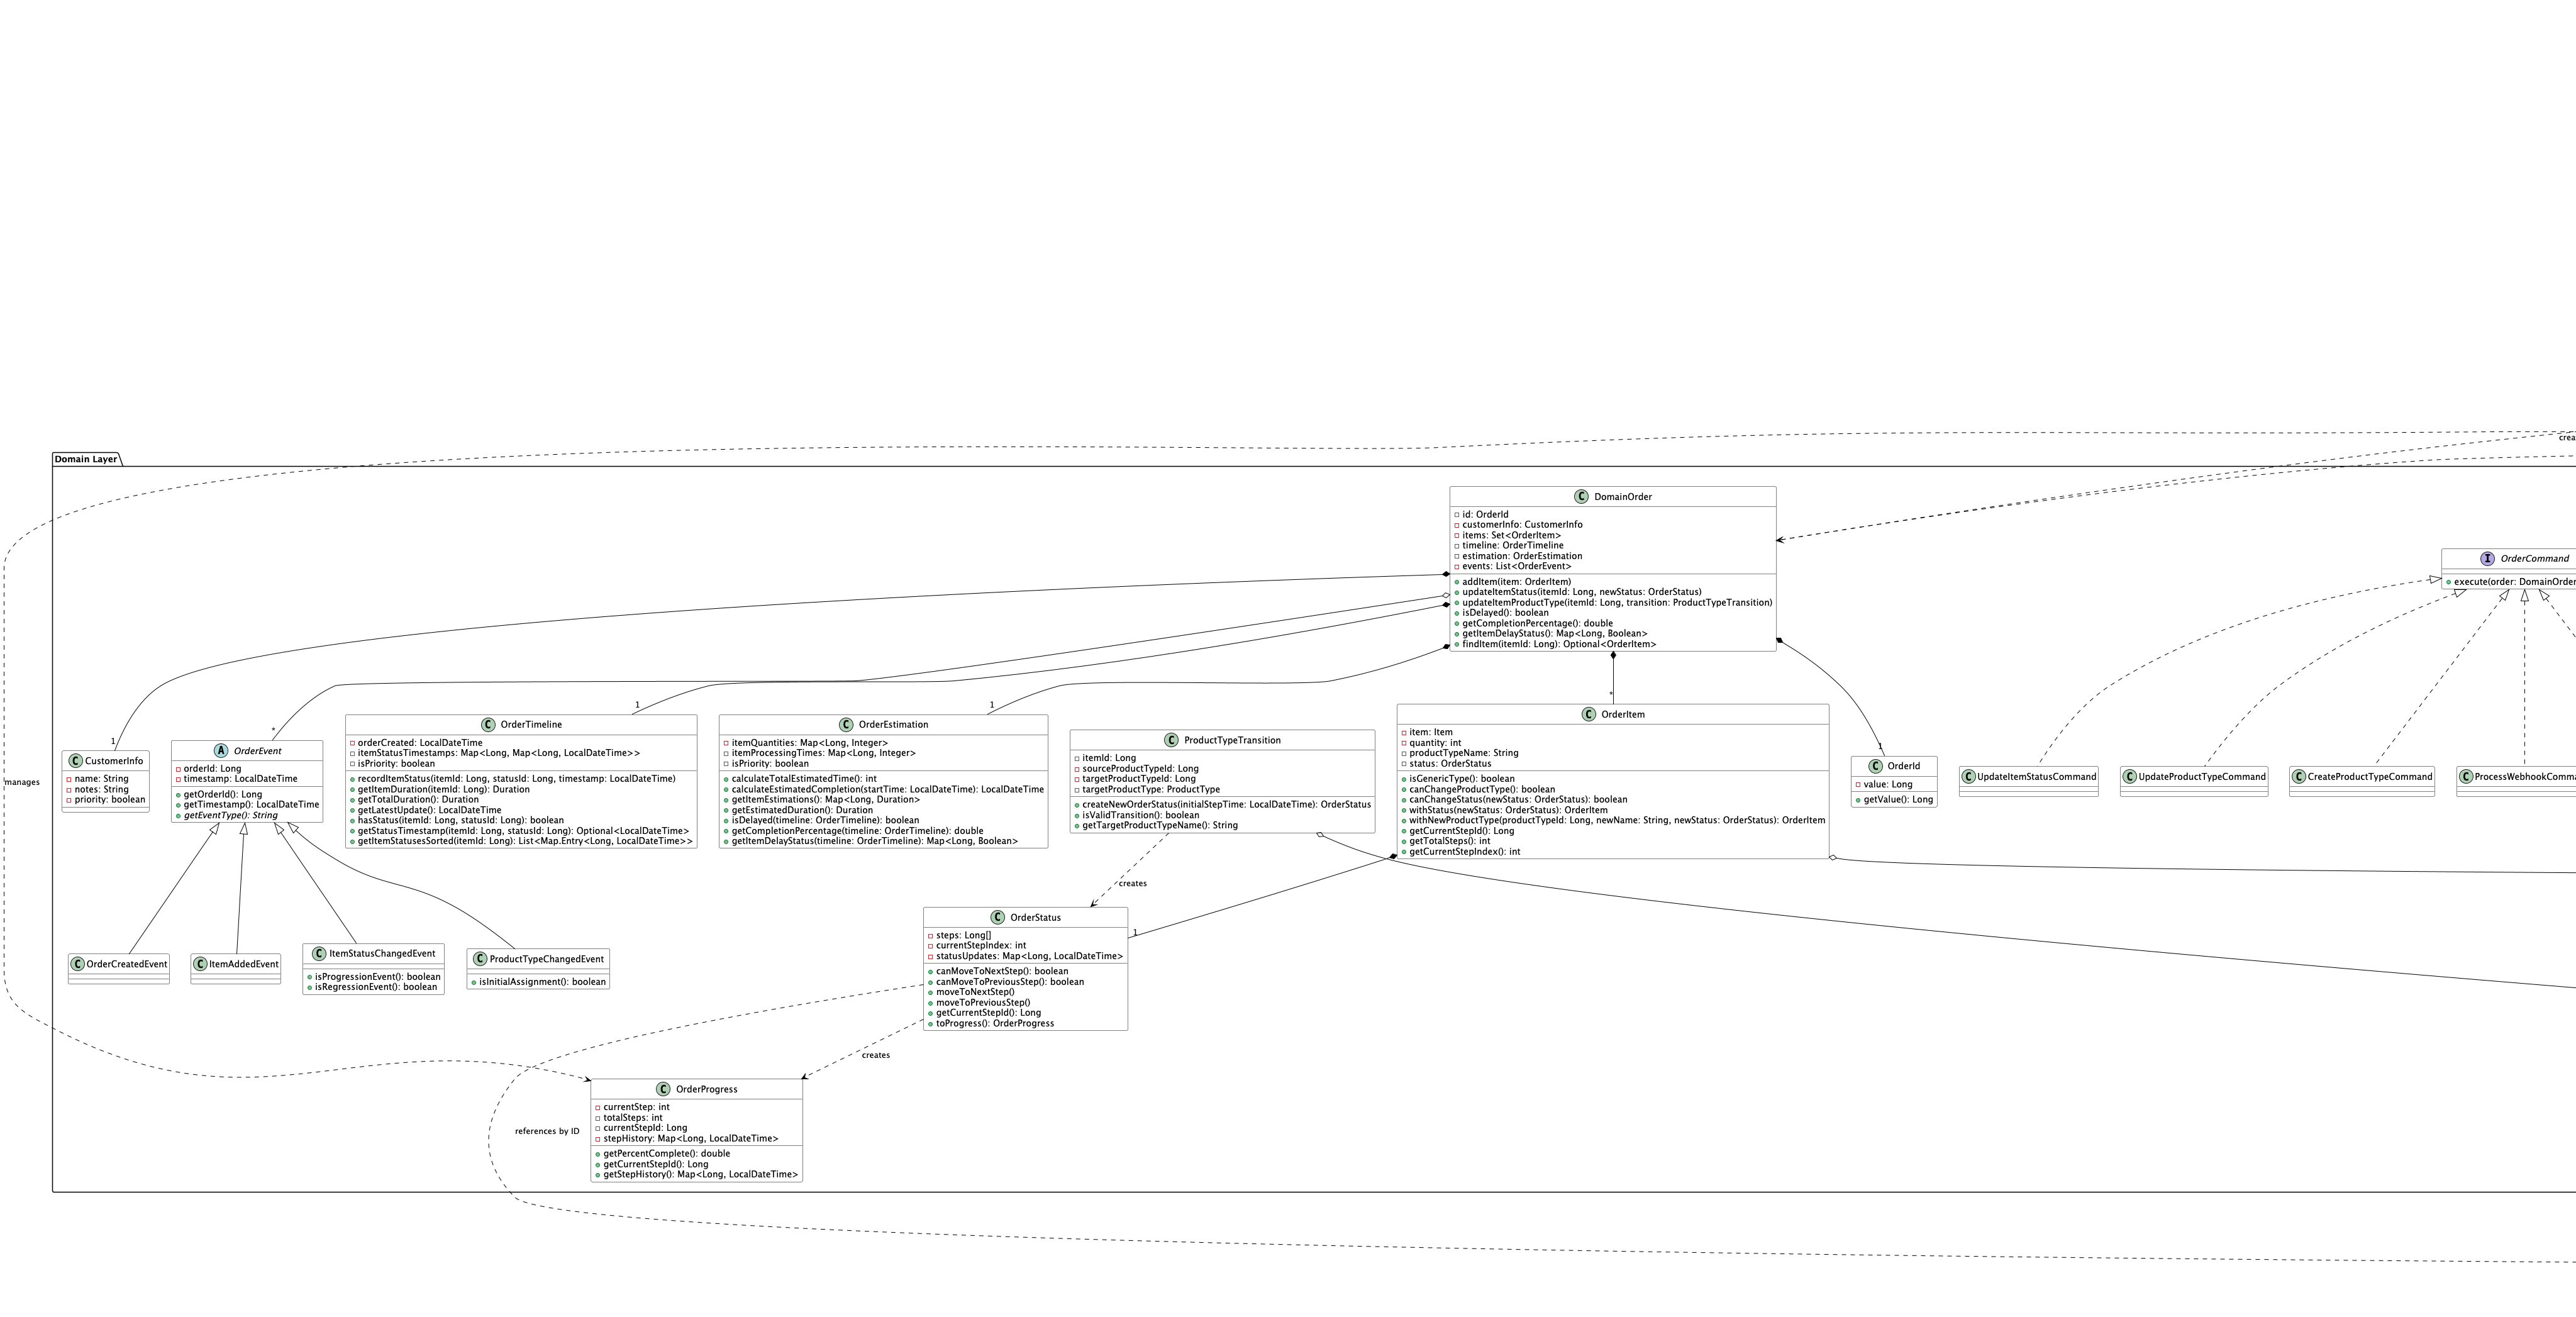 crea
Domain Layer
manages
C DomainOrder
id: OrderId
customerInfo: CustomerInfo
items: Set<OrderItem>
timeline: OrderTimeline
estimation: OrderEstimation
events: List<OrderEvent>
addItem(item: OrderItem)
updateItemStatus(itemId: Long, newStatus: OrderStatus)
updateItemProductType(itemId: Long, transition: ProductTypeTransition)
isDelayed(): boolean
getCompletionPercentage(): double
getItemDelayStatus(): Map<Long, Boolean>
findItem(itemId: Long): Optional<OrderItem>
I OrderCommand
execute(order: DomainOrder
1
*
1
1
*
1
C CustomerInfo
name: String
notes: String
priority: boolean
A OrderEvent
orderId: Long
timestamp: LocalDateTime
getOrderId(): Long
getTimestamp(): LocalDateTime
getEventType(): String
C OrderTimeline
orderCreated: LocalDateTime
itemStatusTimestamps: Map<Long, Map<Long, LocalDateTime>>
isPriority: boolean
recordItemStatus(itemId: Long, statusId: Long, timestamp: LocalDateTime)
getItemDuration(itemId: Long): Duration
getTotalDuration(): Duration
getLatestUpdate(): LocalDateTime
hasStatus(itemId: Long, statusId: Long): boolean
getStatusTimestamp(itemId: Long, statusId: Long): Optional<LocalDateTime>
getItemStatusesSorted(itemId: Long): List<Map.Entry<Long, LocalDateTime>>
C OrderEstimation
itemQuantities: Map<Long, Integer>
itemProcessingTimes: Map<Long, Integer>
isPriority: boolean
calculateTotalEstimatedTime(): int
calculateEstimatedCompletion(startTime: LocalDateTime): LocalDateTime
getItemEstimations(): Map<Long, Duration>
getEstimatedDuration(): Duration
isDelayed(timeline: OrderTimeline): boolean
getCompletionPercentage(timeline: OrderTimeline): double
getItemDelayStatus(timeline: OrderTimeline): Map<Long, Boolean>
C ProductTypeTransition
itemId: Long
sourceProductTypeId: Long
targetProductTypeId: Long
targetProductType: ProductType
createNewOrderStatus(initialStepTime: LocalDateTime): OrderStatus
isValidTransition(): boolean
getTargetProductTypeName(): String
C OrderItem
item: Item
quantity: int
productTypeName: String
status: OrderStatus
isGenericType(): boolean
canChangeProductType(): boolean
canChangeStatus(newStatus: OrderStatus): boolean
withStatus(newStatus: OrderStatus): OrderItem
withNewProductType(productTypeId: Long, newName: String, newStatus: OrderStatus): OrderItem
getCurrentStepId(): Long
getTotalSteps(): int
getCurrentStepIndex(): int
C OrderId
value: Long
getValue(): Long
C UpdateItemStatusCommand
C UpdateProductTypeCommand
C CreateProductTypeCommand
C ProcessWebhookComma
creates
1
C OrderCreatedEvent
C ItemAddedEvent
C ItemStatusChangedEvent
isProgressionEvent(): boolean
isRegressionEvent(): boolean
C ProductTypeChangedEvent
isInitialAssignment(): boolean
C OrderStatus
steps: Long[]
currentStepIndex: int
statusUpdates: Map<Long, LocalDateTime>
canMoveToNextStep(): boolean
canMoveToPreviousStep(): boolean
moveToNextStep()
moveToPreviousStep()
getCurrentStepId(): Long
toProgress(): OrderProgress
creates
references by ID
C OrderProgress
currentStep: int
totalSteps: int
currentStepId: Long
stepHistory: Map<Long, LocalDateTime>
getPercentComplete(): double
getCurrentStepId(): Long
getStepHistory(): Map<Long, LocalDateTime>